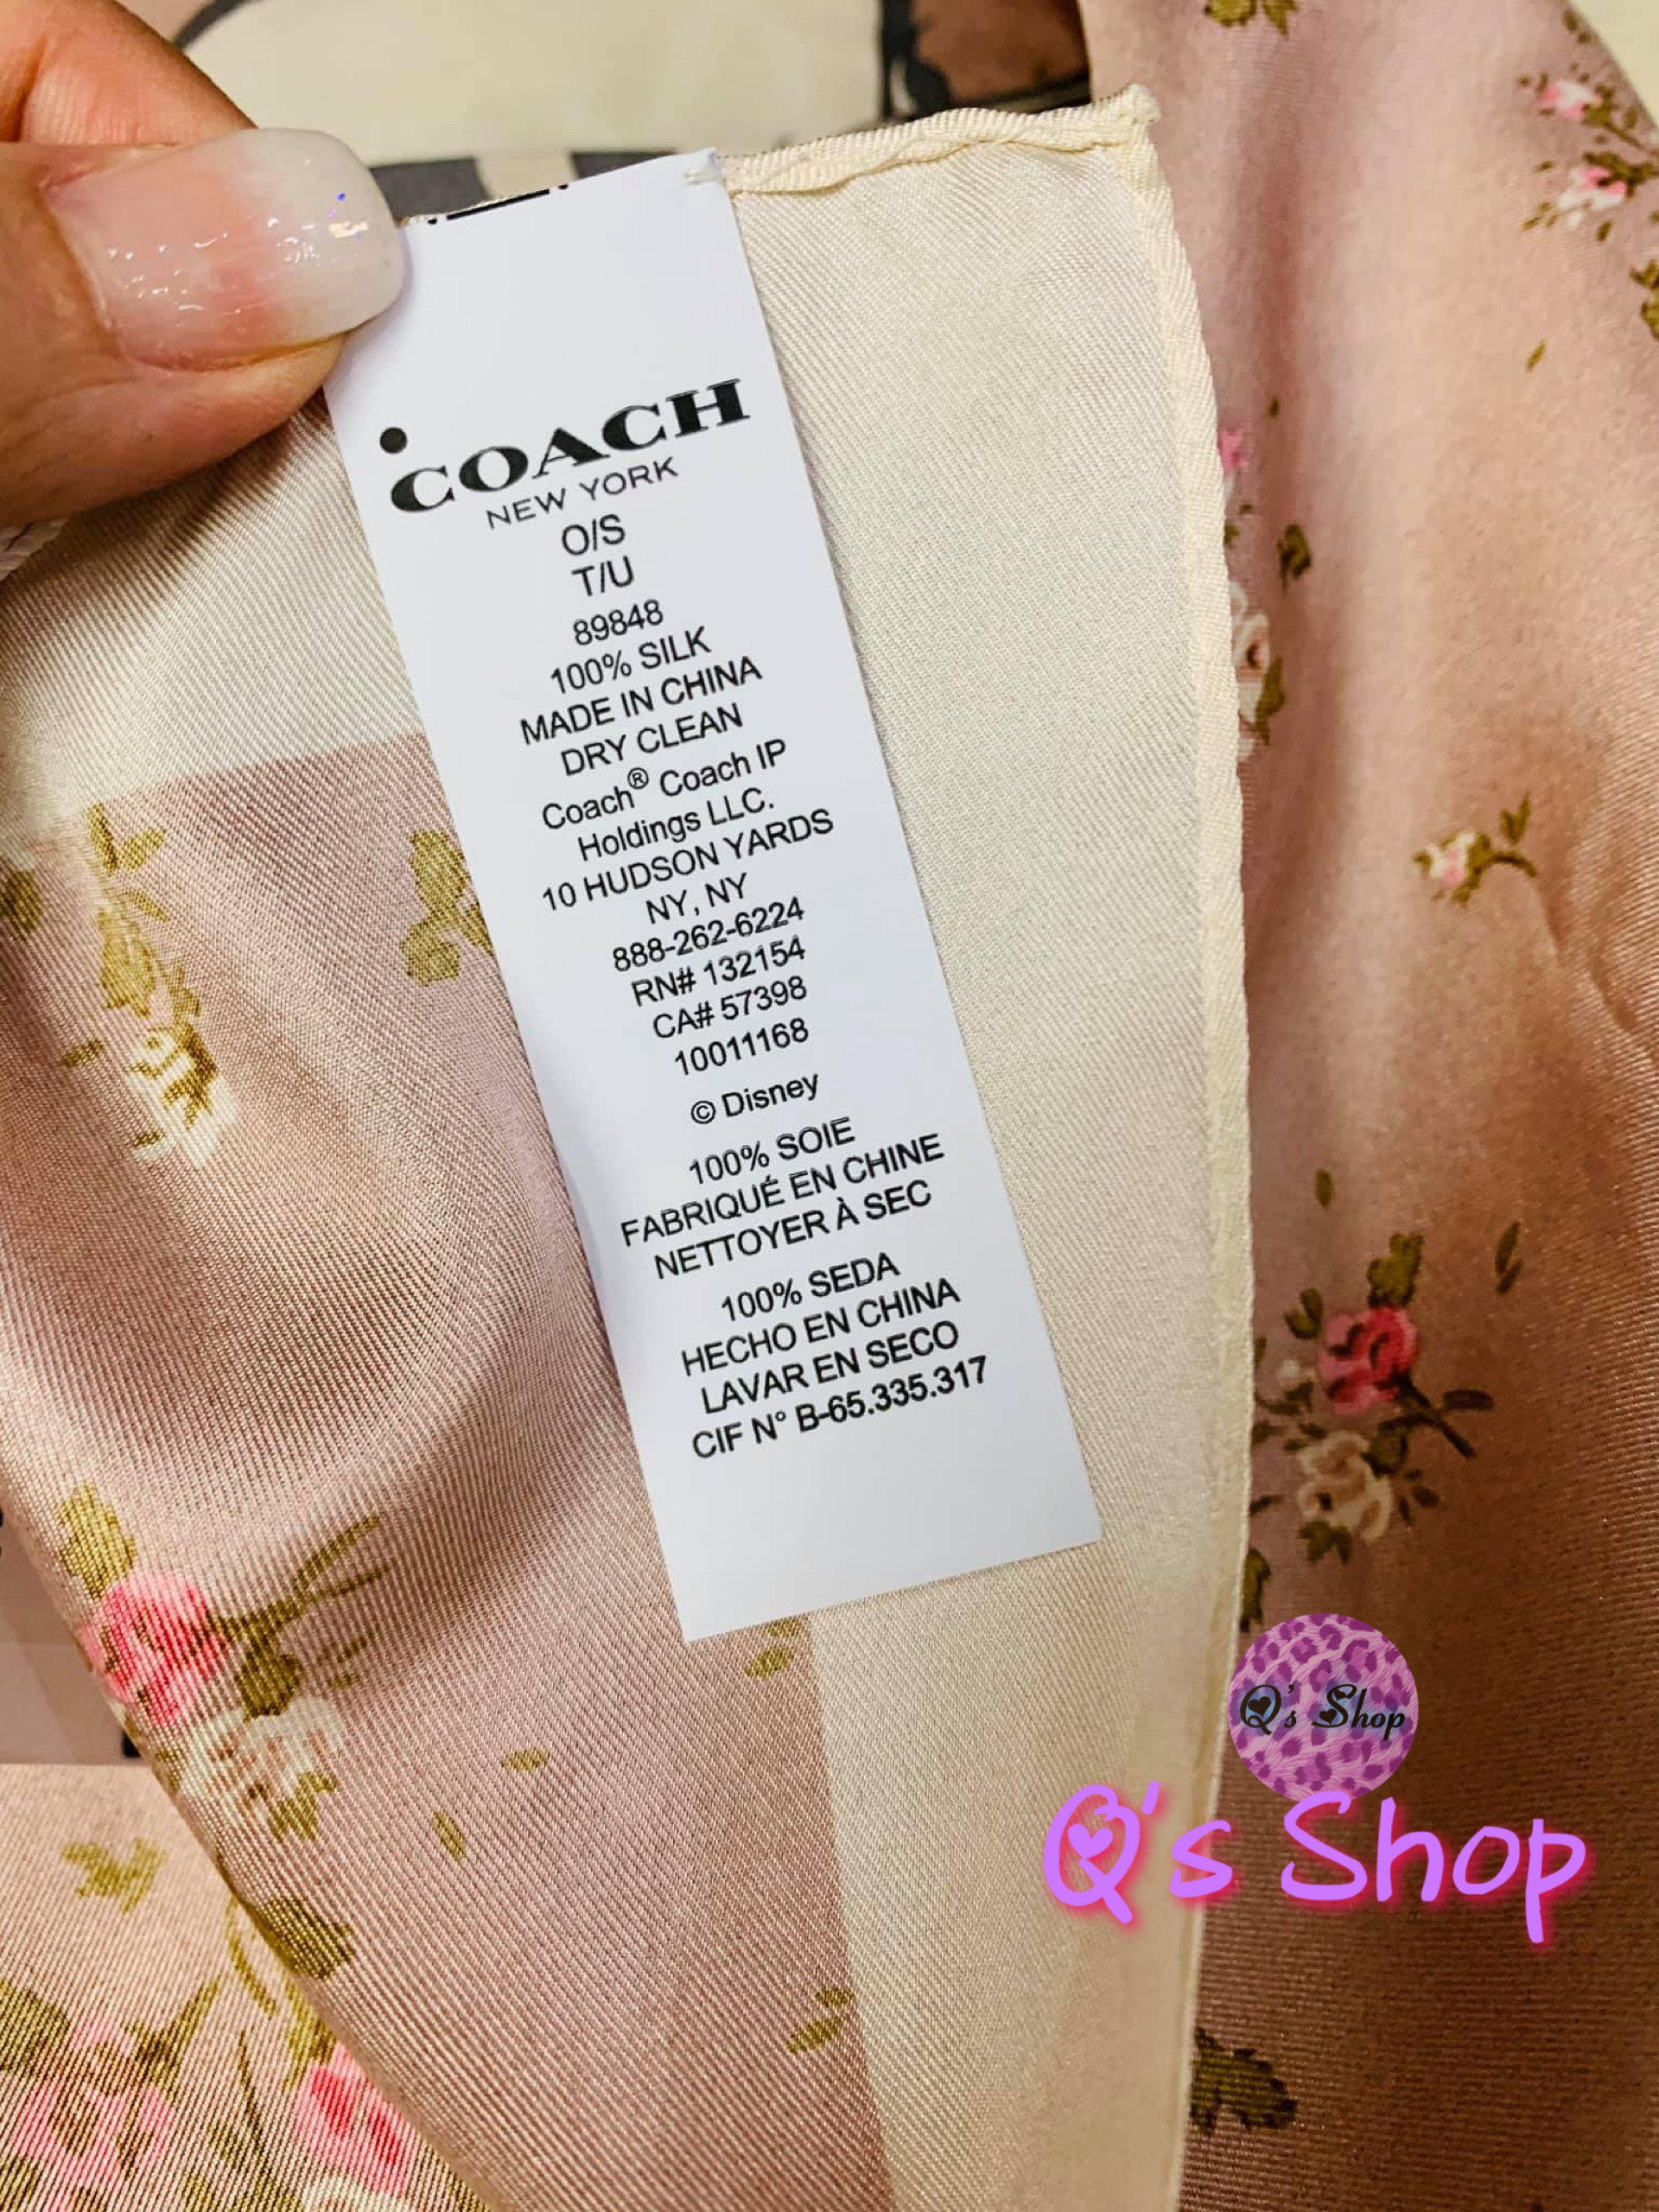 COACH
NEW YORK
O/S
T/U
89848
100% SILK
MADE IN CHINA
DRY CLEAN
Coach® Coach IP
Holdings LLC.
10 HUDSON YARDS
NY, NY
888-262-6224
RN# 132154
CA# 57398
10011168
© Disney
100% SOIE
FABRIQUÉ EN CHINE
NETTOYER À SEC
100% SEDA
HECHO EN CHINA
LAVAR EN SECO
CIF N° B-65.335.317
Q's Shop
Q's Shop